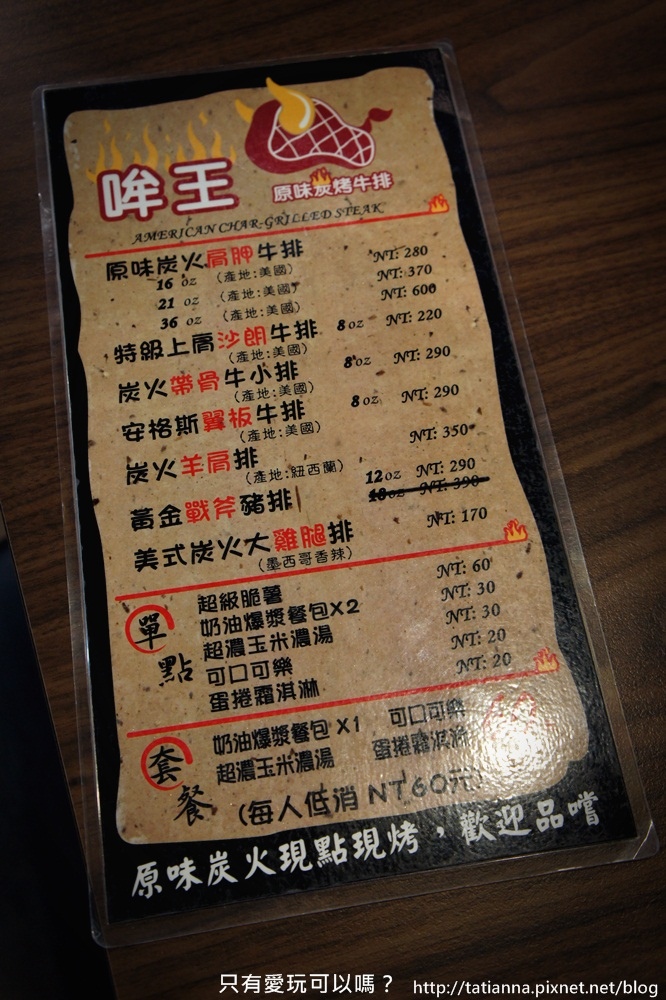 哞王
原味炭烤牛排
AMERICAN CHAR-GRILLED STEAK
原味炭火肩胛牛排
16 oz (產地:美國) NT: 280
21 oz (產地:美國) NT: 370
36 oz (產地:美國) NT: 600
特級上肩沙朗牛排 8 oz NT: 220
(產地:美國)
炭火帶骨牛小排 8 oz NT: 290
(產地:美國)
安格斯翼板牛排 8 oz NT: 290
(產地:美國)
炭火羊肩排 NT: 350
(產地:紐西蘭)
黃金戰斧豬排 12 oz NT: 290
18 oz NT: 390
美式炭火大雞腿排 NT: 170
(墨西哥香辣)
單點
超級脆薯 NT: 60
奶油爆漿餐包X2 NT: 30
超濃玉米濃湯 NT: 30
可口可樂 NT: 20
蛋捲霜淇淋 NT: 20
套餐
奶油爆漿餐包 X1 可口可樂
超濃玉米濃湯 蛋捲霜淇淋
(每人低消 NT60元)
原味炭火現點現烤，歡迎品嚐
只有愛玩可以嗎？ http://tatianna.pixnet.net/blog